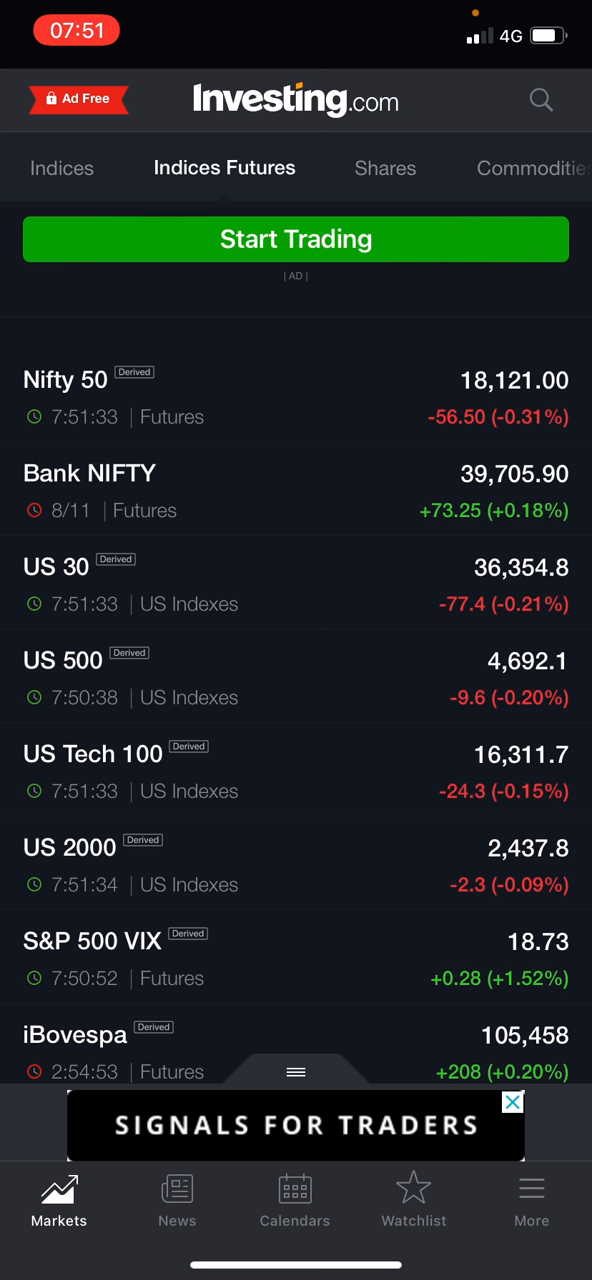 07:51
4G
Ad Free
Investing.com
Indices Indices Futures Shares Commoditie
Start Trading
| AD |
Nifty 50 Derived 18,121.00
7:51:33 | Futures -56.50 (-0.31%)
Bank NIFTY 39,705.90
8/11 | Futures +73.25 (+0.18%)
US 30 Derived 36,354.8
7:51:33 | US Indexes -77.4 (-0.21%)
US 500 Derived 4,692.1
7:50:38 | US Indexes -9.6 (-0.20%)
US Tech 100 Derived 16,311.7
7:51:33 | US Indexes -24.3 (-0.15%)
US 2000 Derived 2,437.8
7:51:34 | US Indexes -2.3 (-0.09%)
S&P 500 VIX Derived 18.73
7:50:52 | Futures +0.28 (+1.52%)
iBovespa Derived 105,458
2:54:53 | Futures +208 (+0.20%)
SIGNALS FOR TRADERS
Markets News Calendars Watchlist More